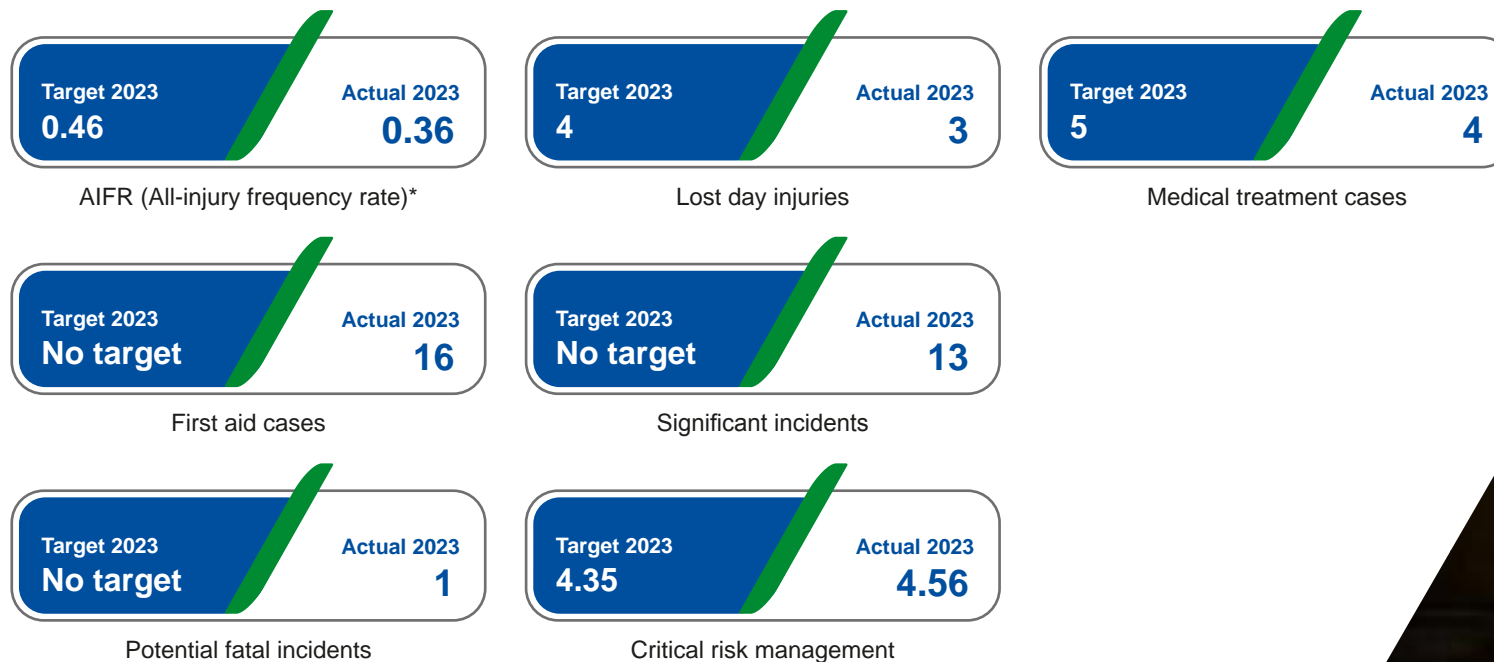 Target 2023
0.46
Actual 2023
0.36
AIFR (All-injury frequency rate)*
Target 2023
4
Actual 2023
3
Lost day injuries
Target 2023
5
Actual 2023
4
Medical treatment cases
Target 2023
No target
Actual 2023
16
First aid cases
Target 2023
No target
Actual 2023
13
Significant incidents
Target 2023
No target
Actual 2023
1
Potential fatal incidents
Target 2023
4.35
Actual 2023
4.56
Critical risk management